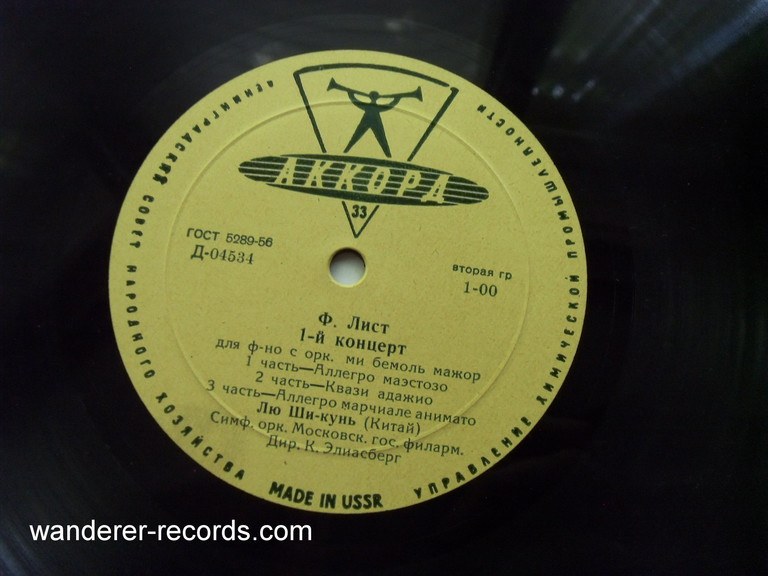 ЛЕНИНГРАДСКИЙ СОВЕТ НАРОДНОГО ХОЗЯЙСТВА
УПРАВЛЕНИЕ ХИМИЧЕСКОЙ ПРОМЫШЛЕННОСТИ
АККОРД
33
ГОСТ 5289-56
Д-04534
вторая гр
1-00
Ф. Лист
1-й концерт
для ф-но с орк. ми бемоль мажор
1 часть—Аллегро маэстозо
2 часть—Квази адажио
3 часть—Аллегро марчиале анимато
Лю Ши-кунь (Китай)
Симф. орк. Московск. гос. филарм.
Дир. К. Элиасберг
MADE IN USSR
wanderer-records.com